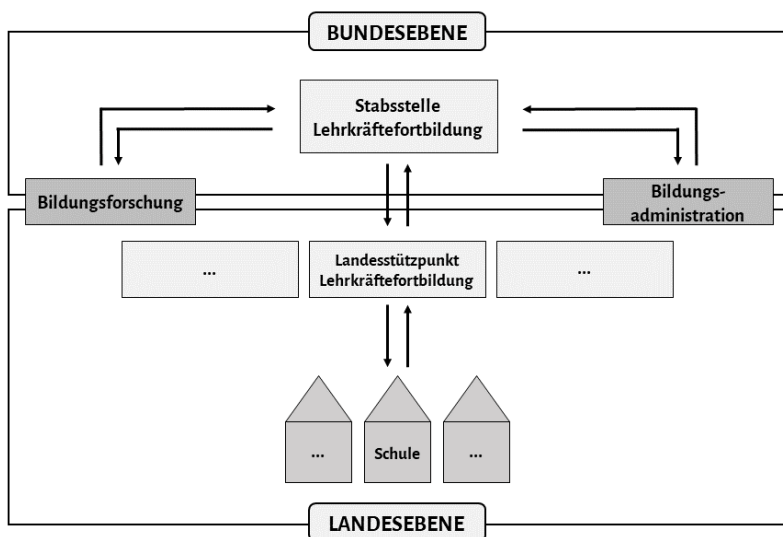 BUNDESEBENE
Stabsstelle
Lehrkräftefortbildung
Bildungsforschung
Bildungs-
administration
...
Landesstützpunkt
Lehrkräftefortbildung
...
...
Schule
...
LANDESEBENE